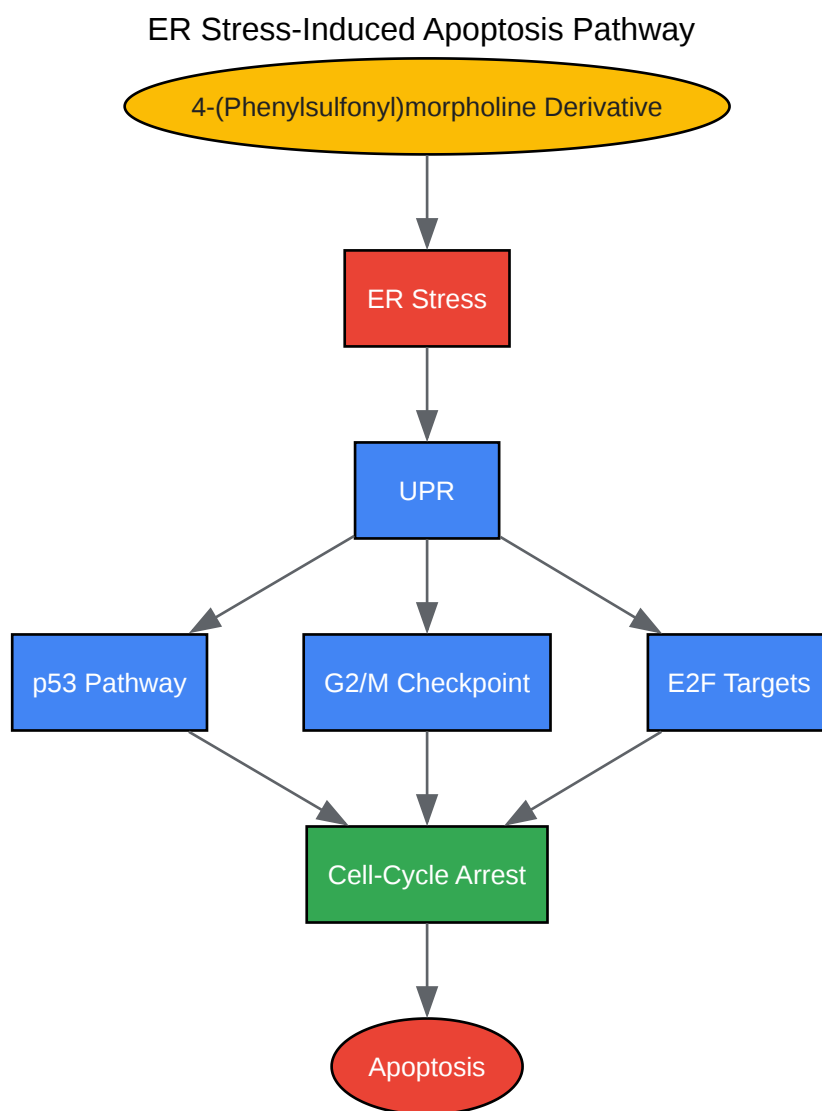 ER Stress-Induced Apoptosis Pathway
4-(Phenylsulfonyl)morpholine Derivative
ER Stress
UPR
p53 Pathway
G2/M Checkpoint
E2F Targets
Cell-Cycle Arrest
Apoptosis